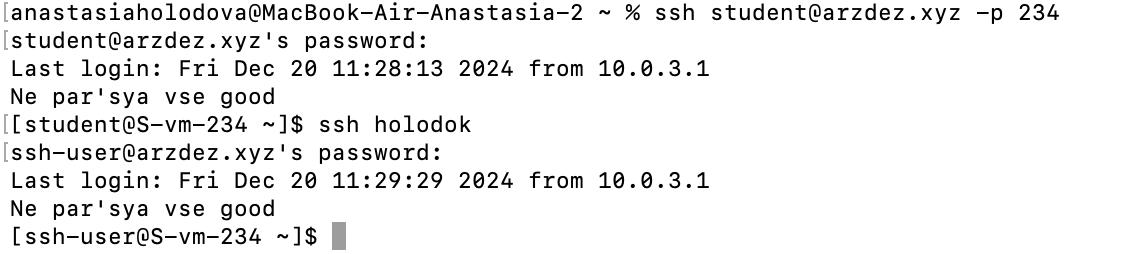 [anastasiaholodova@MacBook-Air-Anastasia-2 ~ % ssh student@arzdez.xyz -p 234
[student@arzdez.xyz's password:
Last login: Fri Dec 20 11:28:13 2024 from 10.0.3.1
Ne par'sya vse good
[[student@S-vm-234 ~]$ ssh holodok
[ssh-user@arzdez.xyz's password:
Last login: Fri Dec 20 11:29:29 2024 from 10.0.3.1
Ne par'sya vse good
[ssh-user@S-vm-234 ~]$